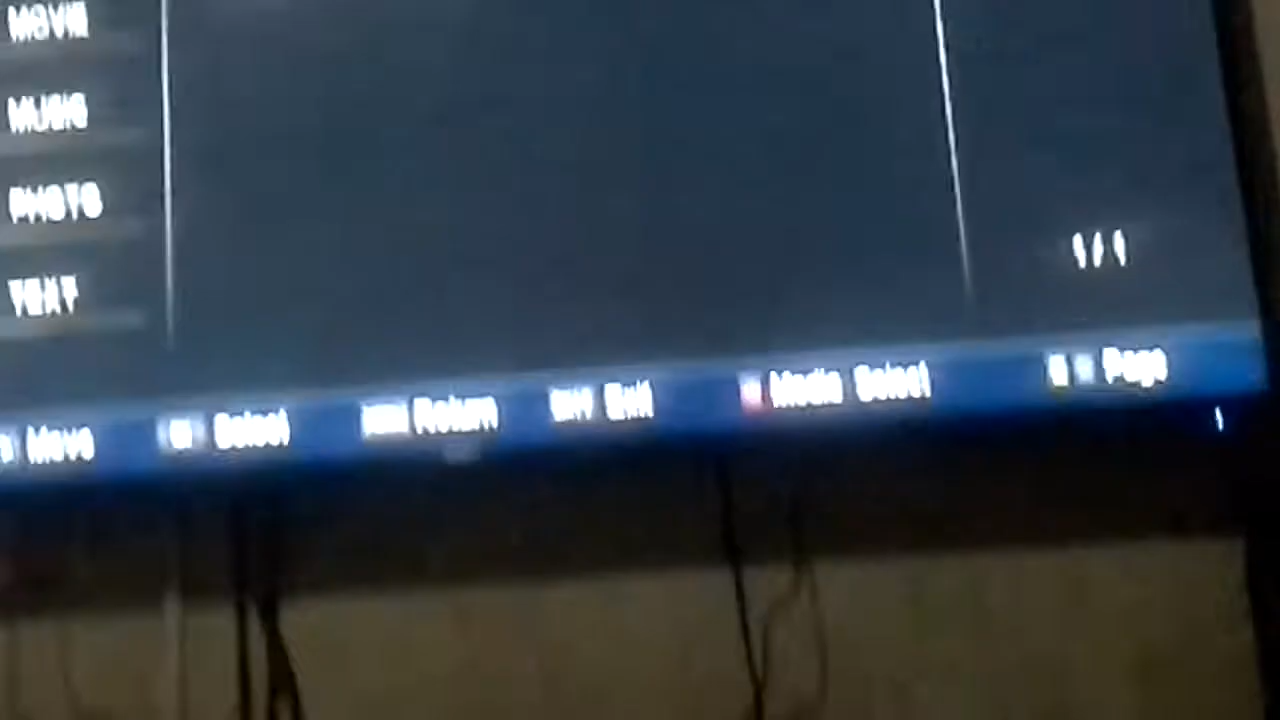 MOVIE
MUSIC
PHOTO
TEXT
1/1
Move Select Return Exit Media Select Page